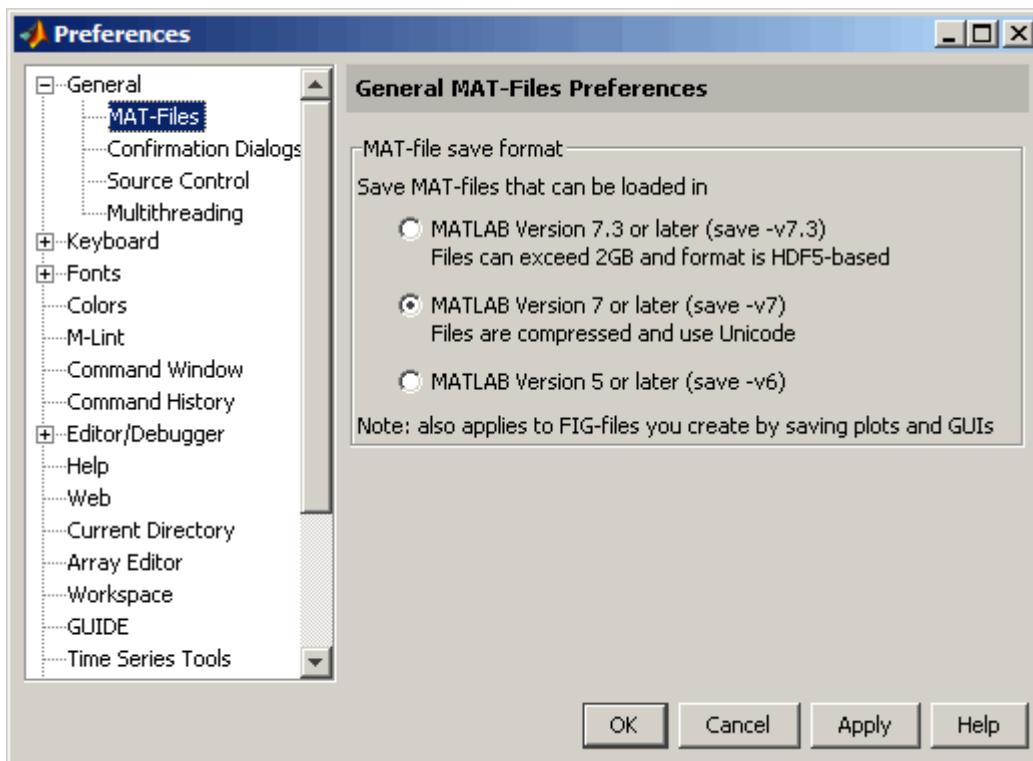 Preferences
General
MAT-Files
Confirmation Dialogs
Source Control
Multithreading
Keyboard
Fonts
Colors
M-Lint
Command Window
Command History
Editor/Debugger
Help
Web
Current Directory
Array Editor
Workspace
GUIDE
Time Series Tools
General MAT-Files Preferences
MAT-file save format
Save MAT-files that can be loaded in
MATLAB Version 7.3 or later (save -v7.3)
Files can exceed 2GB and format is HDF5-based
MATLAB Version 7 or later (save -v7)
Files are compressed and use Unicode
MATLAB Version 5 or later (save -v6)
Note: also applies to FIG-files you create by saving plots and GUIs
OK Cancel Apply Help